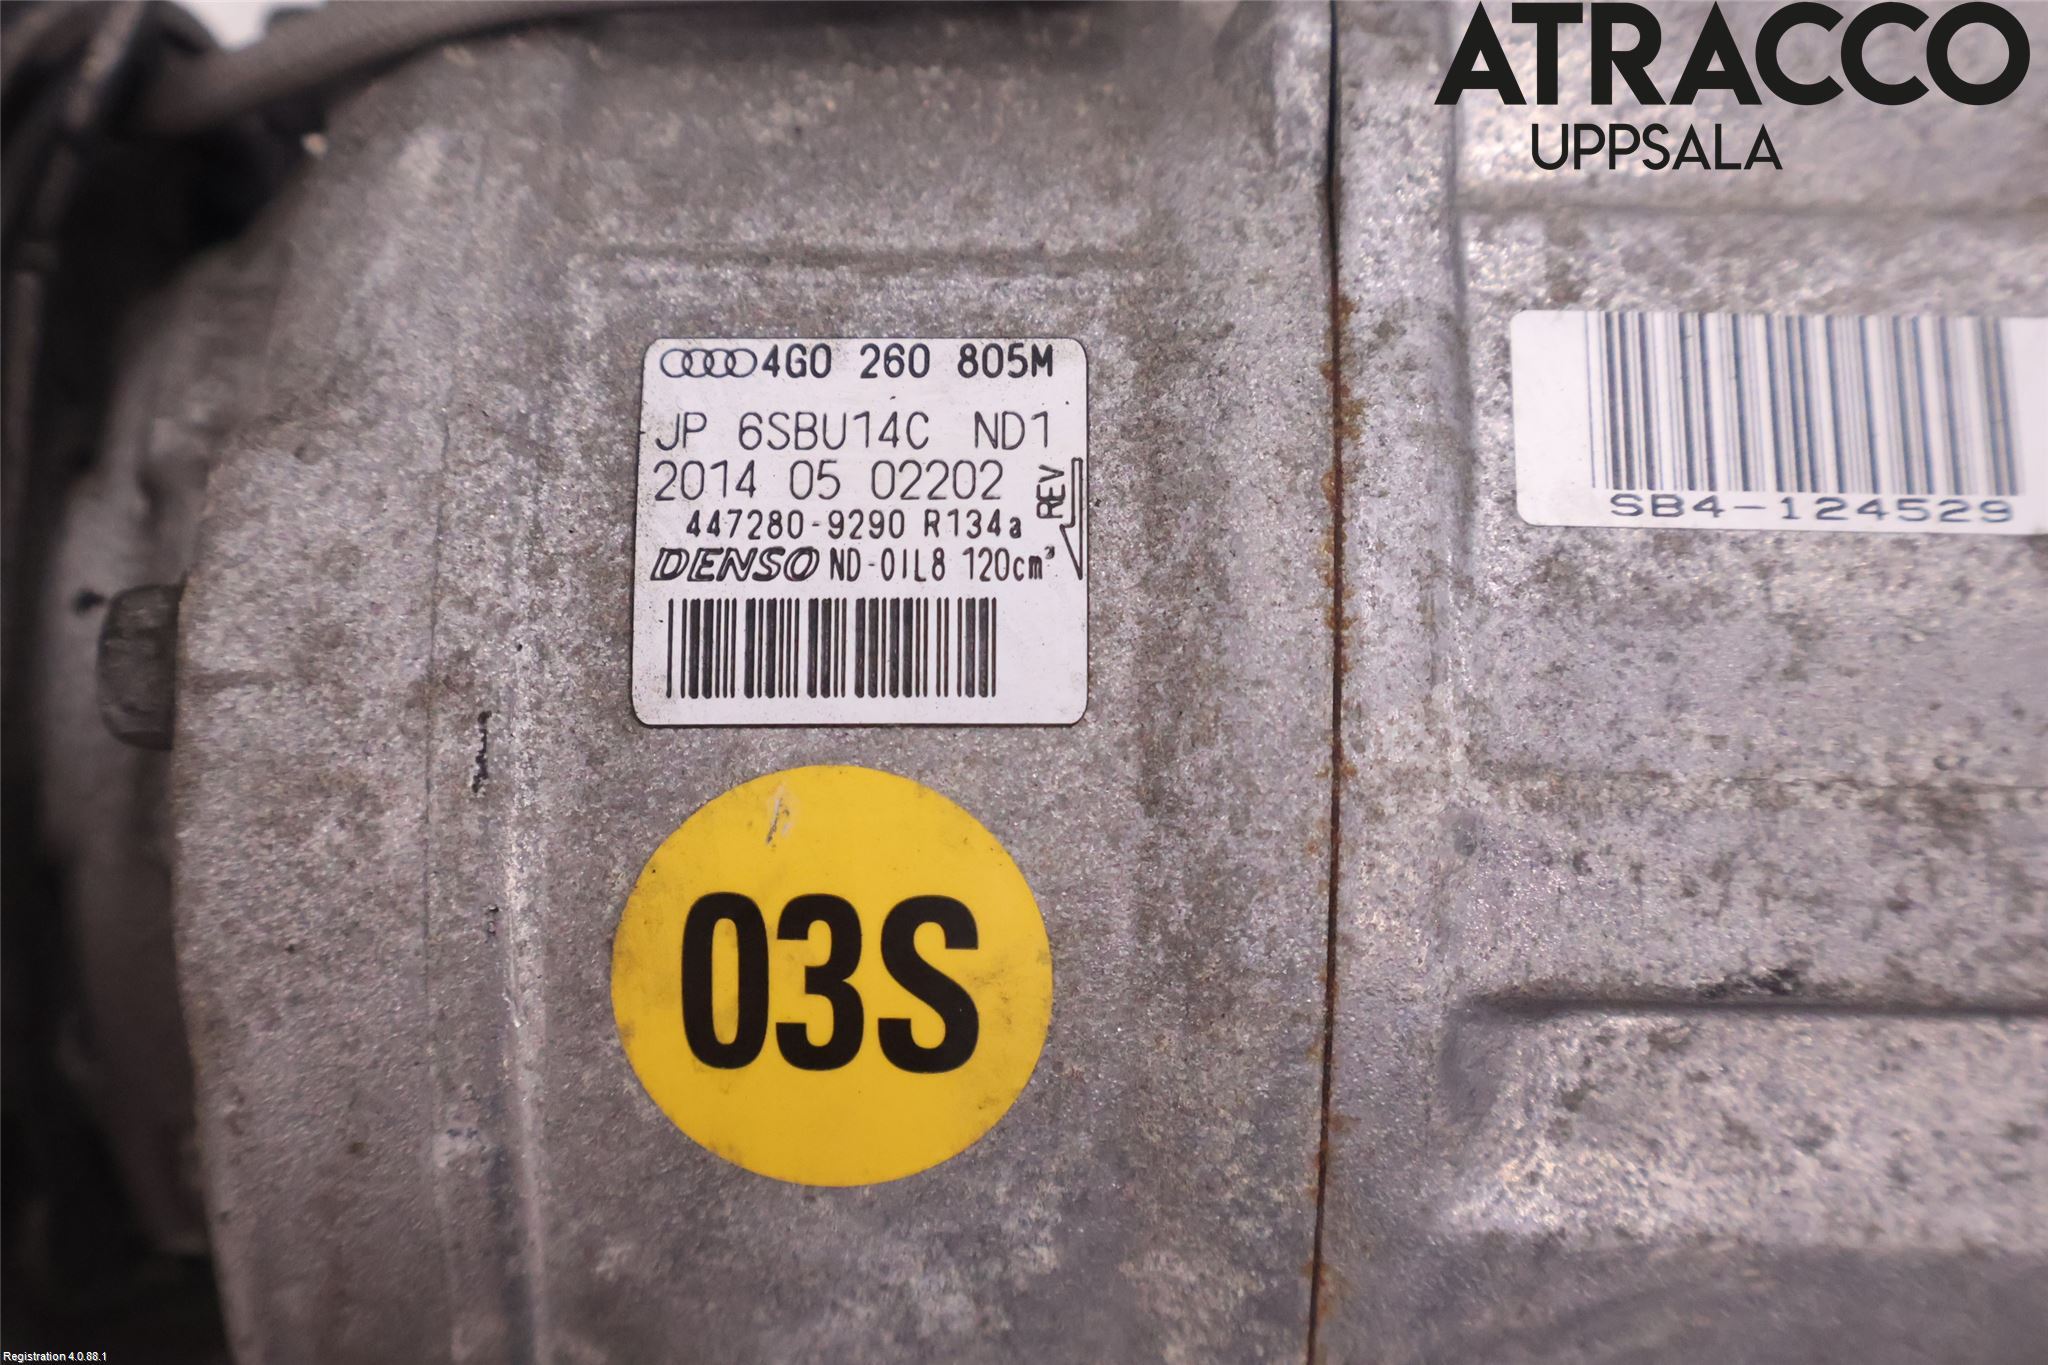 ATRACCO
UPPSALA
4G0 260 805M
JP 6SBU14C ND1
2014 05 02202
REV
447280-9290 R134a
DENSO ND-OIL8 120cm³
SB4-124529
03S
Registration 4.0.88.1